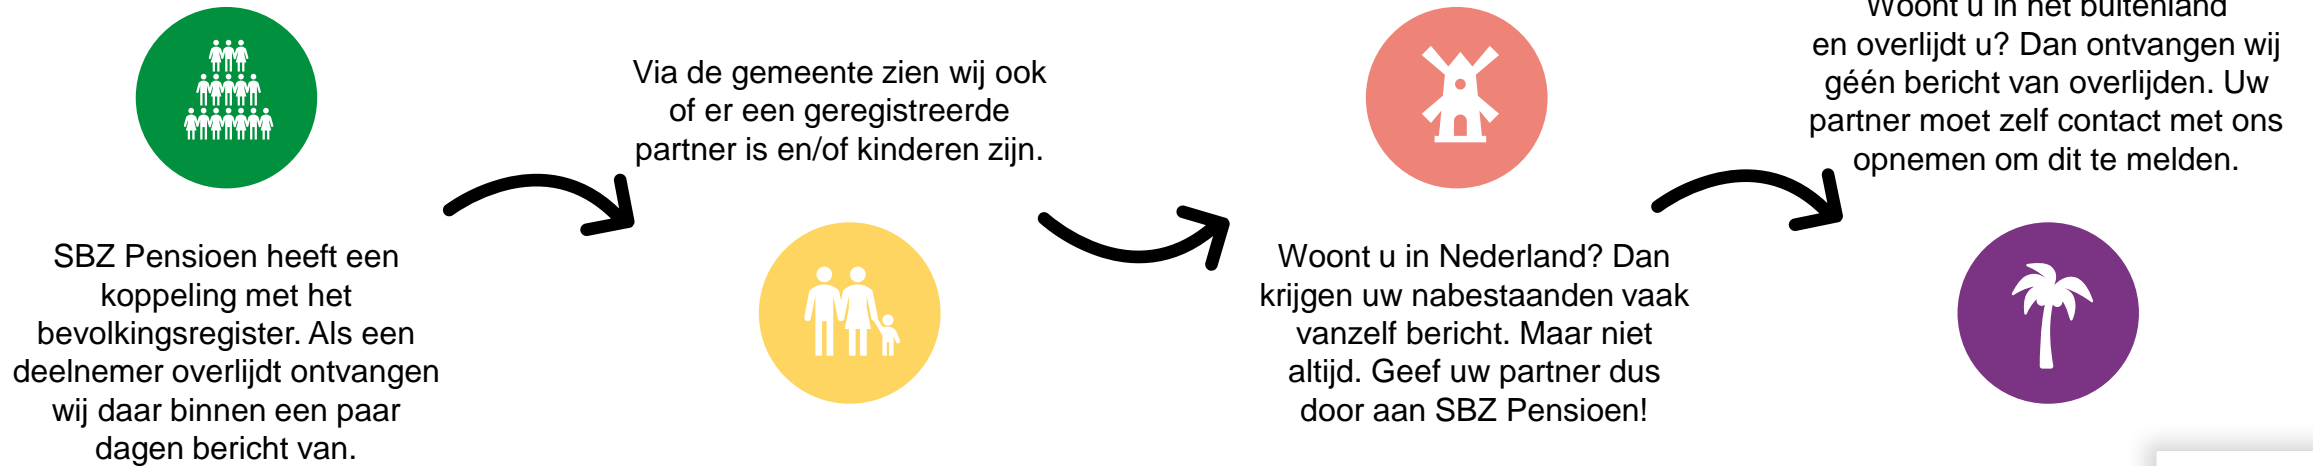 SBZ Pensioen heeft een
koppeling met het
bevolkingsregister. Als een
deelnemer overlijdt ontvangen
wij daar binnen een paar
dagen bericht van.
Via de gemeente zien wij ook
of er een geregistreerde
partner is en/of kinderen zijn.
Woont u in Nederland? Dan
krijgen uw nabestaanden vaak
vanzelf bericht. Maar niet
altijd. Geef uw partner dus
door aan SBZ Pensioen!
Woont u in het buitenland
en overlijdt u? Dan ontvangen wij
géén bericht van overlijden. Uw
partner moet zelf contact met ons
opnemen om dit te melden.